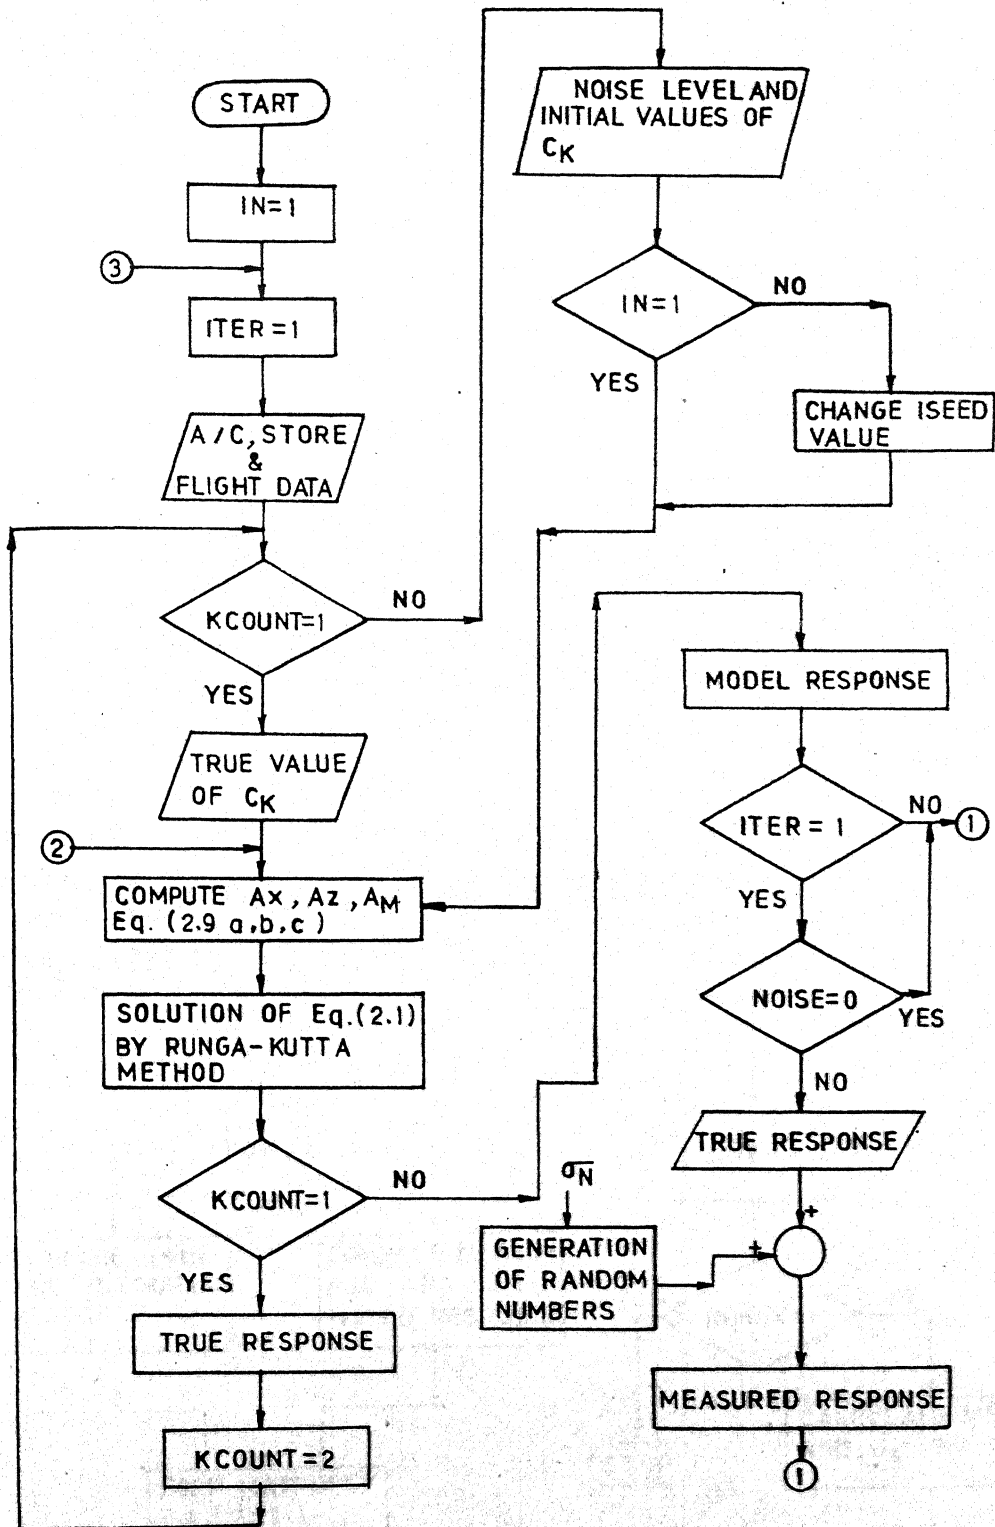 START
IN=1
3
ITER=1
A/C, STORE
&
FLIGHT DATA
KCOUNT=1
NO
YES
TRUE VALUE
OF CK
2
COMPUTE Ax, Az, AM
Eq. (2.9 a,b,c)
SOLUTION OF Eq.(2.1)
BY RUNGA-KUTTA
METHOD
KCOUNT=1
NO
YES
TRUE RESPONSE
KCOUNT=2
NOISE LEVEL AND
INITIAL VALUES OF
CK
IN=1
NO
YES
CHANGE ISEED
VALUE
MODEL RESPONSE
ITER = 1
NO
1
YES
NOISE=0
YES
NO
TRUE RESPONSE
+
σN
GENERATION
OF RANDOM
NUMBERS
+
MEASURED RESPONSE
1